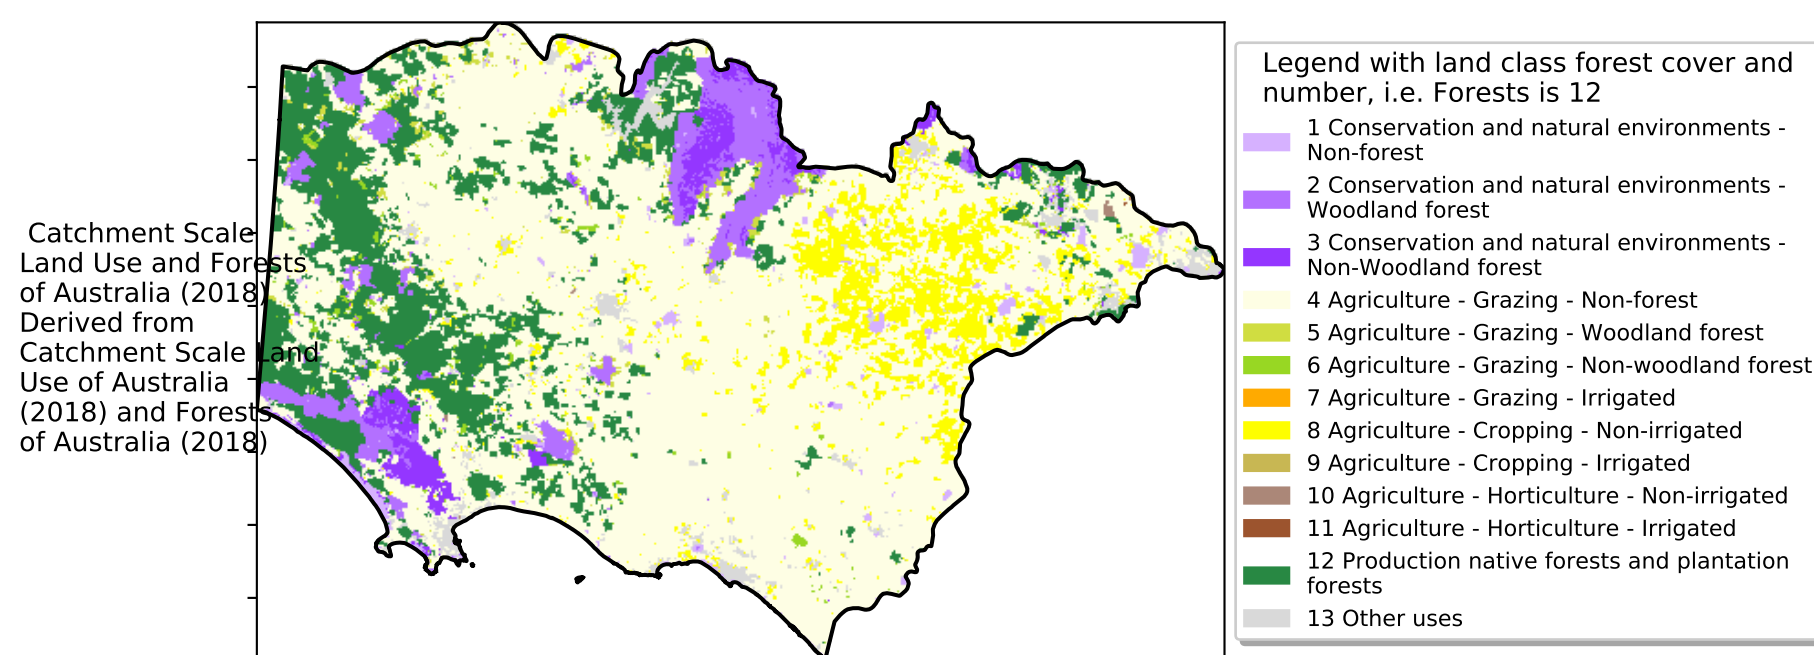 Catchment Scale
Land Use and Forests
of Australia (2018)
Derived from
Catchment Scale Land
Use of Australia
(2018) and Forests
of Australia (2018)
Legend with land class forest cover and
number, i.e. Forests is 12
1 Conservation and natural environments -
Non-forest
2 Conservation and natural environments -
Woodland forest
3 Conservation and natural environments -
Non-Woodland forest
4 Agriculture - Grazing - Non-forest
5 Agriculture - Grazing - Woodland forest
6 Agriculture - Grazing - Non-woodland forest
7 Agriculture - Grazing - Irrigated
8 Agriculture - Cropping - Non-irrigated
9 Agriculture - Cropping - Irrigated
10 Agriculture - Horticulture - Non-irrigated
11 Agriculture - Horticulture - Irrigated
12 Production native forests and plantation
forests
13 Other uses